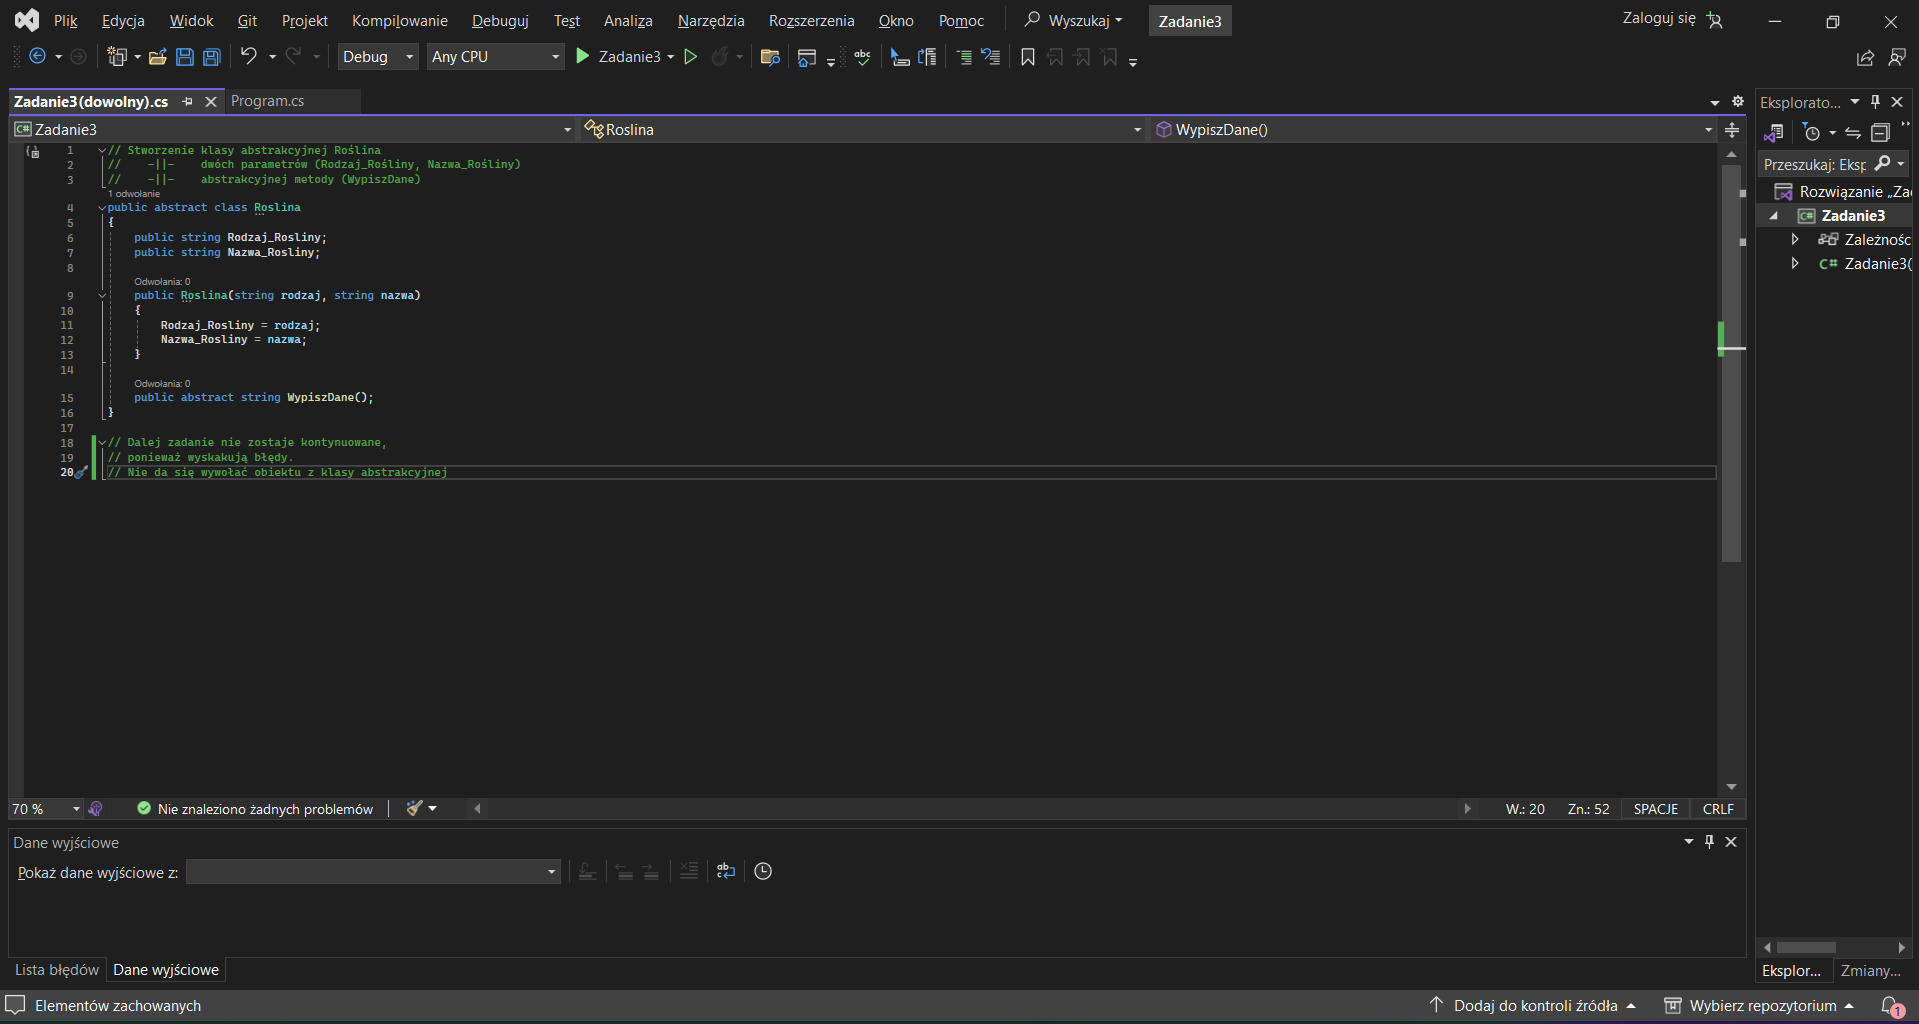 Plik Edycja Widok Git Projekt Kompilowanie Debuguj Test Analiza Narzędzia Rozszerzenia Okno Pomoc Wyszukaj Zadanie3 Zaloguj się
Debug Any CPU Zadanie3
Zadanie3(dowolny).cs Program.cs
Zadanie3 Roslina WypiszDane()
1 // Stworzenie klasy abstrakcyjnej Roślina
2 // -||- dwóch parametrów (Rodzaj_Rośliny, Nazwa_Rośliny)
3 // -||- abstrakcyjnej metody (WypiszDane)
1 odwołanie
4 public abstract class Roslina
5 {
6 public string Rodzaj_Rosliny;
7 public string Nazwa_Rosliny;
8
Odwołania: 0
9 public Roslina(string rodzaj, string nazwa)
10 {
11 Rodzaj_Rosliny = rodzaj;
12 Nazwa_Rosliny = nazwa;
13 }
14
Odwołania: 0
15 public abstract string WypiszDane();
16 }
17
18 // Dalej zadanie nie zostaje kontynuowane,
19 // ponieważ wyskakują błędy.
20 // Nie da się wywołać obiektu z klasy abstrakcyjnej
70 % Nie znaleziono żadnych problemów W.: 20 Zn.: 52 SPACJE CRLF
Dane wyjściowe
Pokaż dane wyjściowe z:
Lista błędów Dane wyjściowe
Eksplorato...
Przeszukaj: Eksp
Rozwiązanie „Za
Zadanie3
Zależnośc
Zadanie3(
Eksplor... Zmiany...
Elementów zachowanych Dodaj do kontroli źródła Wybierz repozytorium 1